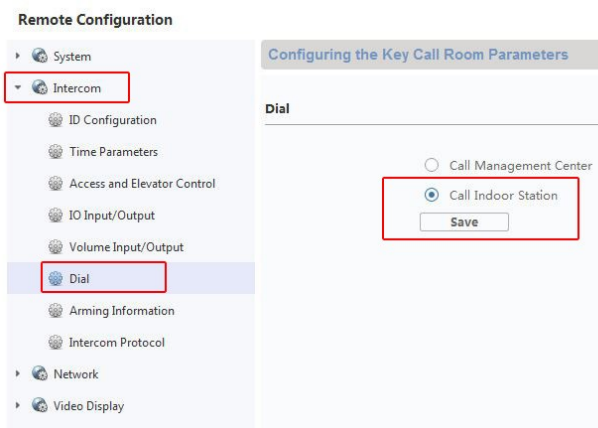 Remote Configuration
System
Configuring the Key Call Room Parameters
Intercom
Dial
ID Configuration
Time Parameters
Call Management Center
Access and Elevator Control
Call Indoor Station
IO Input/Output
Save
Volume Input/Output
Dial
Arming Information
Intercom Protocol
Network
Video Display